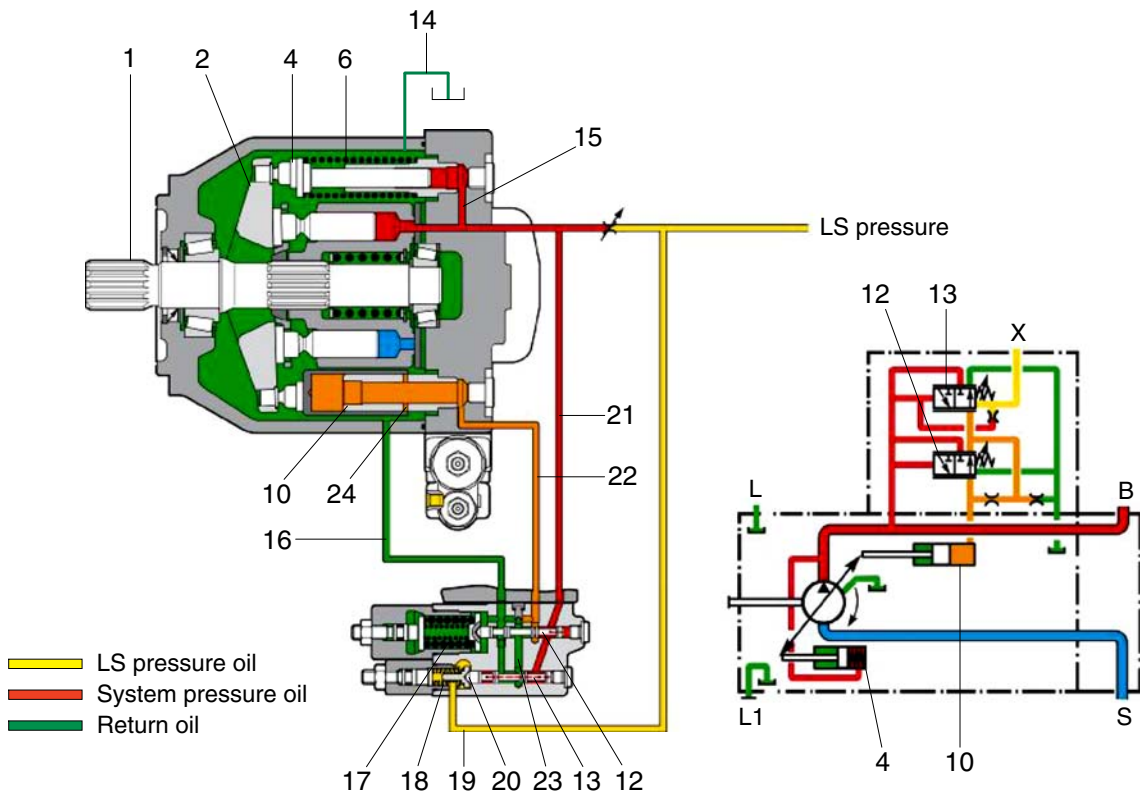 14
1 2 4 6
15
LS pressure
12 13
X
21
10 24 22
L B
16
10
LS pressure oil
System pressure oil
Return oil
L1 S
17 18 19 20 23 13 12 4 10